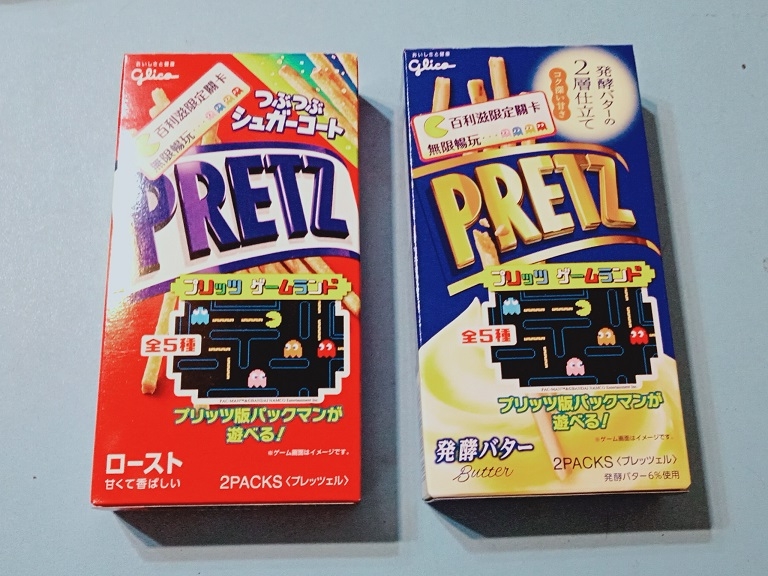 おいしさと健康
Glico
百利滋限定關卡
無限暢玩...
つぶつぶ
シュガーコート
PRETZ
プリッツ ゲームランド
全5種
プリッツ版パックマンが
遊べる!
※ゲーム画面はイメージです。
ロースト
甘くて香ばしい
2PACKS〈プレッツェル〉
おいしさと健康
Glico
百利滋限定關卡
無限暢玩...
発酵バターの
2層仕立て
コク深い甘さ
PRETZ
プリッツ ゲームランド
全5種
プリッツ版パックマンが
遊べる!
※ゲーム画面はイメージです。
発酵バター
Butter
2PACKS〈プレッツェル〉
発酵バター6%使用